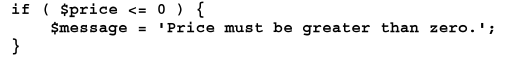 if ( $price <= 0 ) {
    $message = 'Price must be greater than zero.';
}